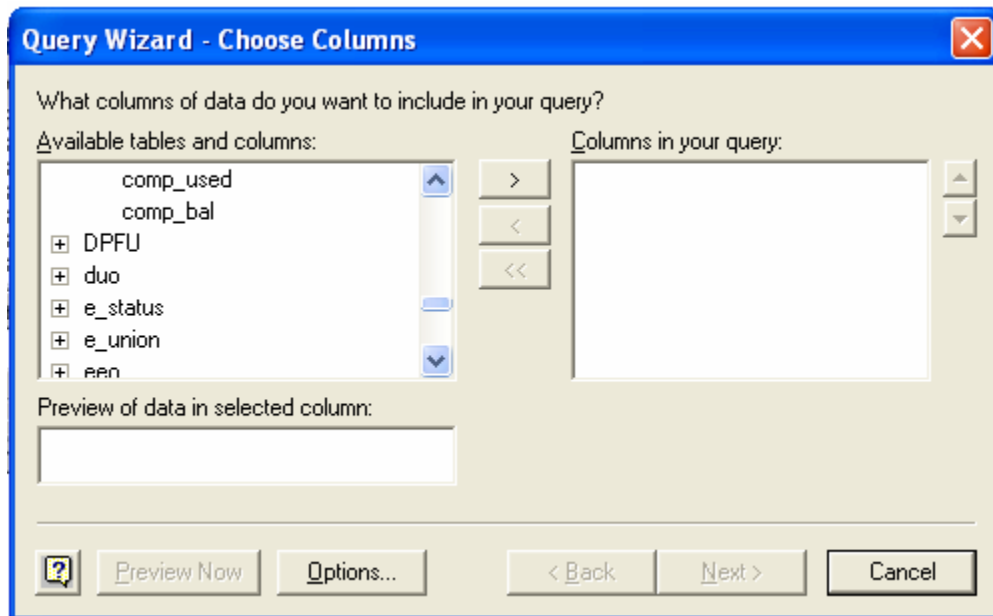 Query Wizard - Choose Columns
What columns of data do you want to include in your query?
Available tables and columns:
Columns in your query:
comp_used
comp_bal
DPFU
duo
e_status
e_union
eeo
>
<
<<
Preview of data in selected column:
?
Preview Now
Options...
< Back
Next >
Cancel